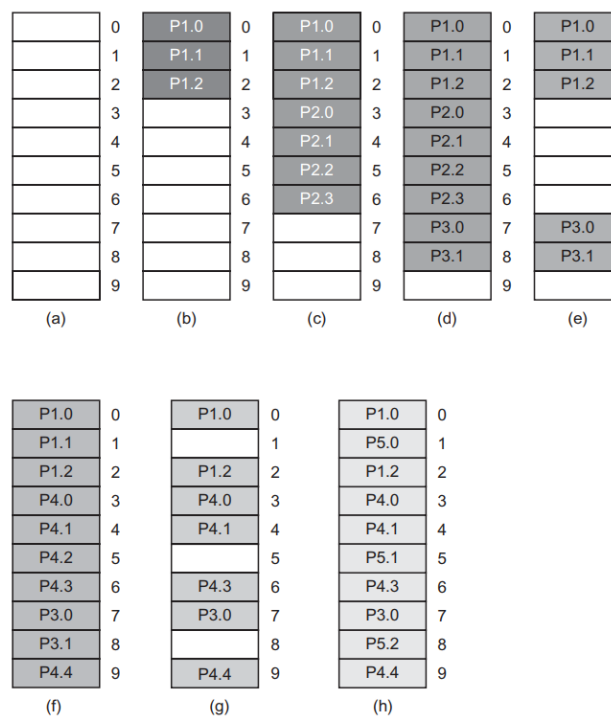 0 P1.0 0 P1.0 0 P1.0 0 P1.0
1 P1.1 1 P1.1 1 P1.1 1 P1.1
2 P1.2 2 P1.2 2 P1.2 2 P1.2
3 3 P2.0 3 P2.0 3
4 4 P2.1 4 P2.1 4
5 5 P2.2 5 P2.2 5
6 6 P2.3 6 P2.3 6
7 7 7 P3.0 7 P3.0
8 8 8 P3.1 8 P3.1
9 9 9 9
(a) (b) (c) (d) (e)
P1.0 0 P1.0 0 P1.0 0
P1.1 1 1 P5.0 1
P1.2 2 P1.2 2 P1.2 2
P4.0 3 P4.0 3 P4.0 3
P4.1 4 P4.1 4 P4.1 4
P4.2 5 5 P5.1 5
P4.3 6 P4.3 6 P4.3 6
P3.0 7 P3.0 7 P3.0 7
P3.1 8 8 P5.2 8
P4.4 9 P4.4 9 P4.4 9
(f) (g) (h)